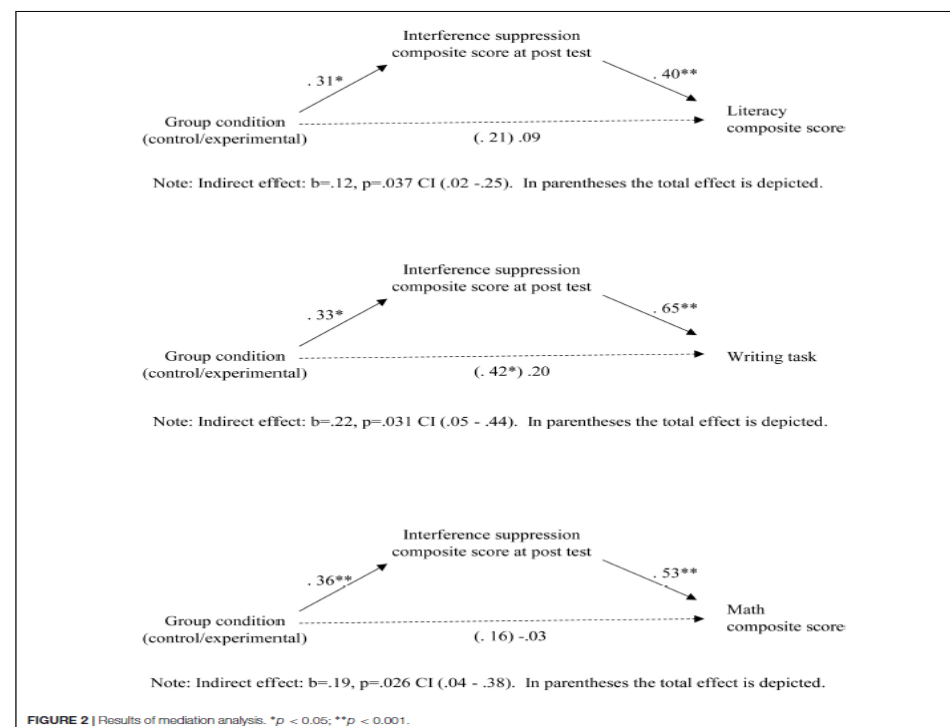 Interference suppression
composite score at post test
. 31*
. 40**
Group condition
(control/experimental)
Literacy
composite score
(. 21) .09
Note: Indirect effect: b=.12, p=.037 CI (.02 -.25). In parentheses the total effect is depicted.
Interference suppression
composite score at post test
. 33*
. 65**
Group condition
(control/experimental)
Writing task
(. 42*) .20
Note: Indirect effect: b=.22, p=.031 CI (.05 - .44). In parentheses the total effect is depicted.
Interference suppression
composite score at post test
. 36**
. 53**
Group condition
(control/experimental)
Math
composite score
(. 16) -.03
Note: Indirect effect: b=.19, p=.026 CI (.04 - .38). In parentheses the total effect is depicted.
FIGURE 2 | Results of mediation analysis. *p < 0.05; **p < 0.001.